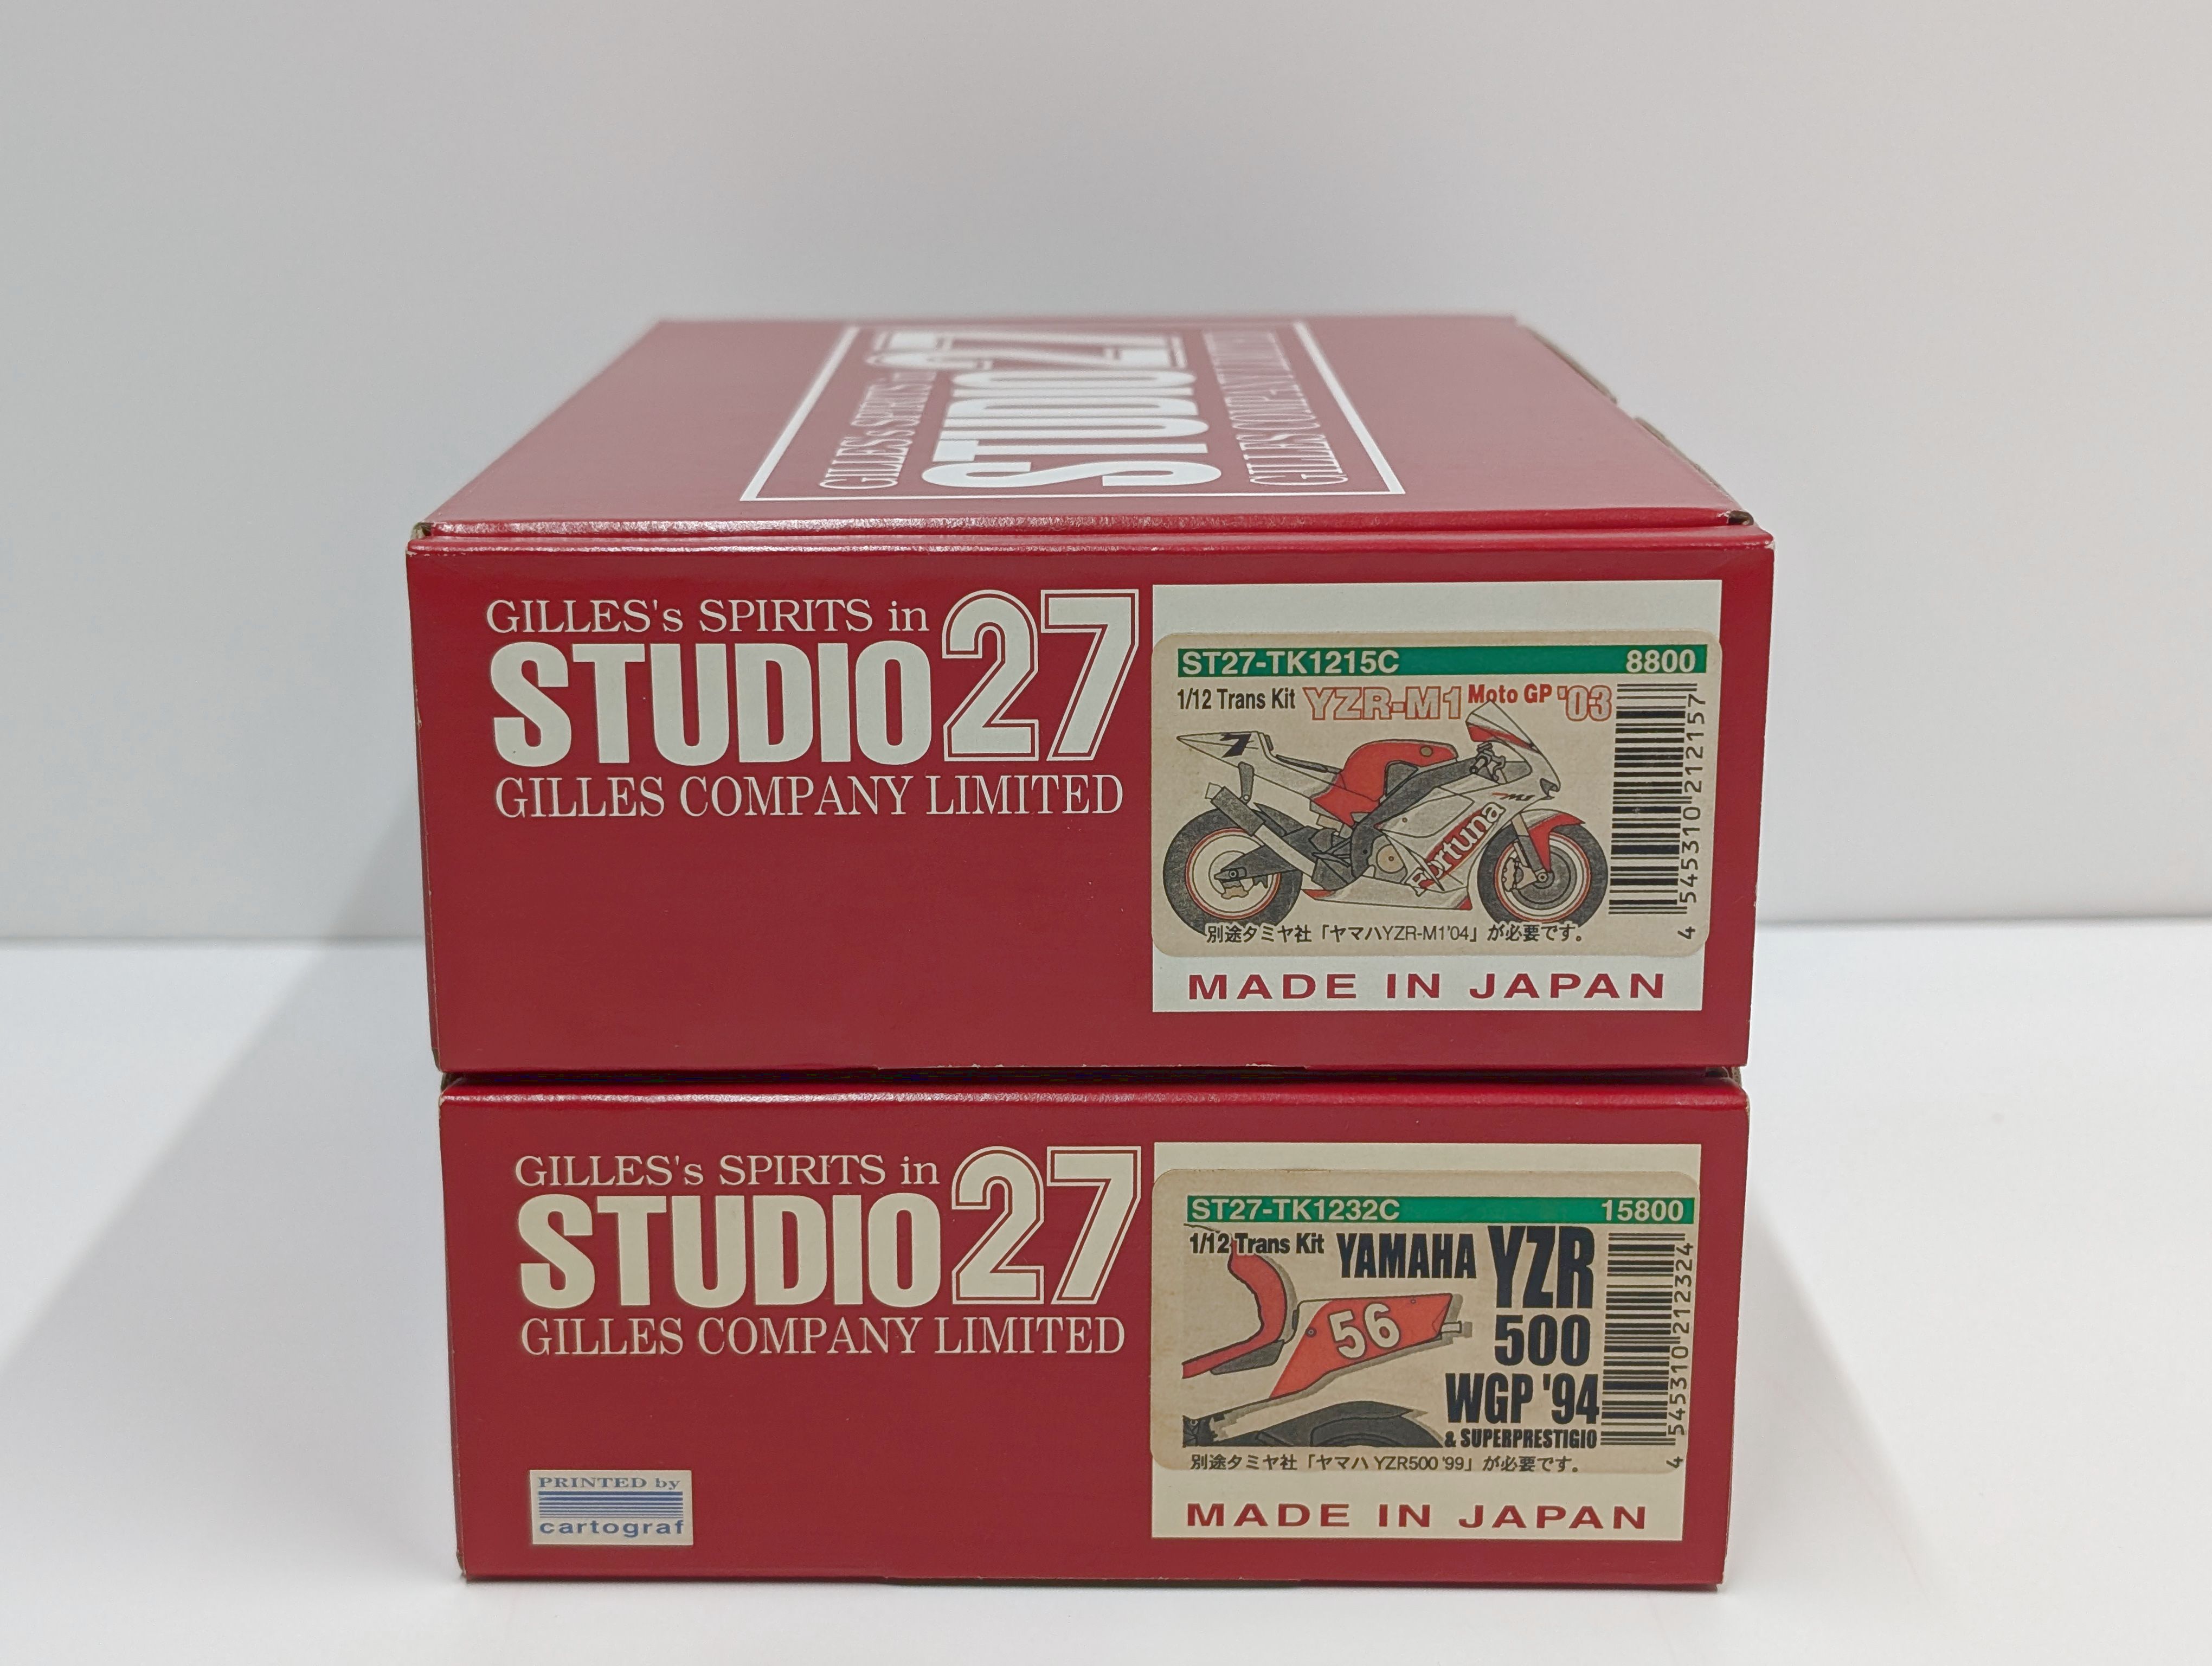 GILLES's SPIRITS in
STUDIO27
GILLES COMPANY LIMITED
GILLES's SPIRITS in
STUDIO27
GILLES COMPANY LIMITED
ST27-TK1215C 8800
1/12 Trans Kit YZR-M1 Moto GP '03
7
Fortuna
4 545310 212157
別途タミヤ社「ヤマハYZR-M1'04」が必要です。
MADE IN JAPAN
GILLES's SPIRITS in
STUDIO27
GILLES COMPANY LIMITED
PRINTED by
cartograf
ST27-TK1232C 15800
1/12 Trans Kit YAMAHA YZR
500
WGP '94
& SUPERPRESTIGIO
56
4 545310 212324
別途タミヤ社「ヤマハ YZR500 '99」が必要です。
MADE IN JAPAN